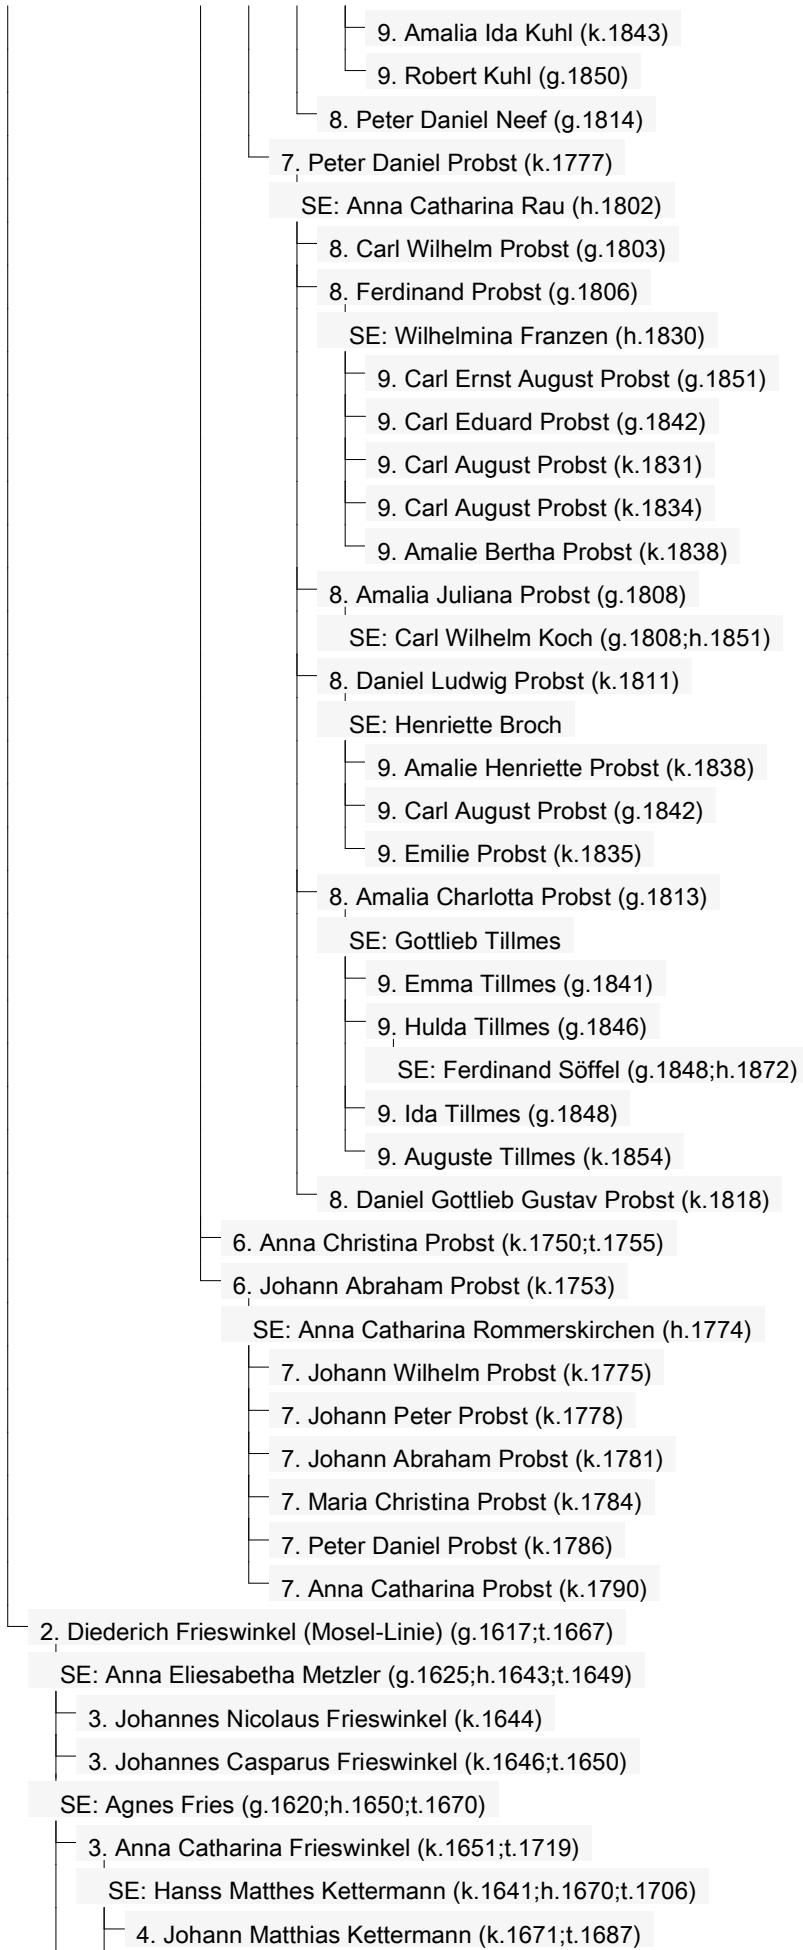 9. Amalia Ida Kuhl (k.1843)
9. Robert Kuhl (g.1850)
8. Peter Daniel Neef (g.1814)
7. Peter Daniel Probst (k.1777)
SE: Anna Catharina Rau (h.1802)
8. Carl Wilhelm Probst (g.1803)
8. Ferdinand Probst (g.1806)
SE: Wilhelmina Franzen (h.1830)
9. Carl Ernst August Probst (g.1851)
9. Carl Eduard Probst (g.1842)
9. Carl August Probst (k.1831)
9. Carl August Probst (k.1834)
9. Amalie Bertha Probst (k.1838)
8. Amalia Juliana Probst (g.1808)
SE: Carl Wilhelm Koch (g.1808;h.1851)
8. Daniel Ludwig Probst (k.1811)
SE: Henriette Broch
9. Amalie Henriette Probst (k.1838)
9. Carl August Probst (g.1842)
9. Emilie Probst (k.1835)
8. Amalia Charlotta Probst (g.1813)
SE: Gottlieb Tillmes
9. Emma Tillmes (g.1841)
9. Hulda Tillmes (g.1846)
SE: Ferdinand Söffel (g.1848;h.1872)
9. Ida Tillmes (g.1848)
9. Auguste Tillmes (k.1854)
8. Daniel Gottlieb Gustav Probst (k.1818)
6. Anna Christina Probst (k.1750;t.1755)
6. Johann Abraham Probst (k.1753)
SE: Anna Catharina Rommerskirchen (h.1774)
7. Johann Wilhelm Probst (k.1775)
7. Johann Peter Probst (k.1778)
7. Johann Abraham Probst (k.1781)
7. Maria Christina Probst (k.1784)
7. Peter Daniel Probst (k.1786)
7. Anna Catharina Probst (k.1790)
2. Diederich Frieswinkel (Mosel-Linie) (g.1617;t.1667)
SE: Anna Eliesabetha Metzler (g.1625;h.1643;t.1649)
3. Johannes Nicolaus Frieswinkel (k.1644)
3. Johannes Casparus Frieswinkel (k.1646;t.1650)
SE: Agnes Fries (g.1620;h.1650;t.1670)
3. Anna Catharina Frieswinkel (k.1651;t.1719)
SE: Hanss Matthes Kettermann (k.1641;h.1670;t.1706)
4. Johann Matthias Kettermann (k.1671;t.1687)